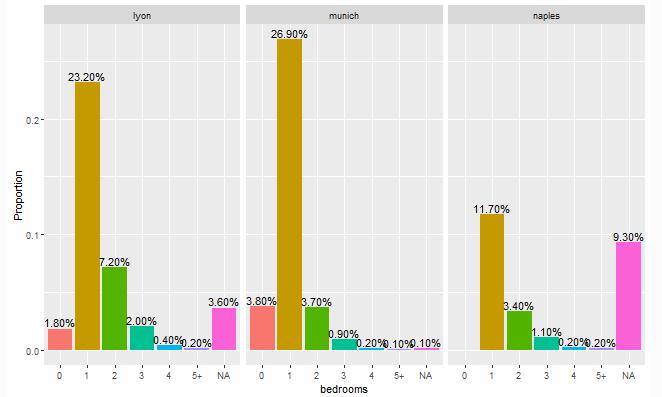 lyon munich naples
26.90%
23.20%
11.70%
9.30%
7.20%
3.80% 3.70% 3.60% 3.40%
1.80% 2.00% 0.90% 1.10%
0.40% 0.20% 0.20% 0.10% 0.10% 0.20% 0.20%
0.2
0.1
0.0
Proportion
0 1 2 3 4 5+ NA 0 1 2 3 4 5+ NA 0 1 2 3 4 5+ NA
bedrooms